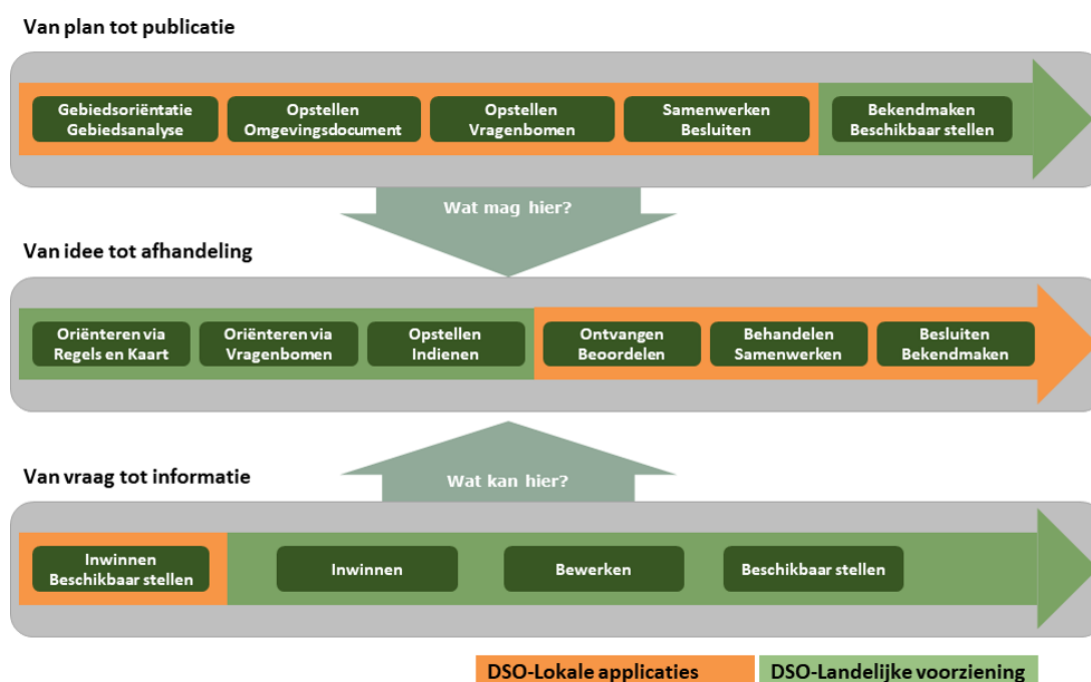 Van plan tot publicatie
Gebiedsoriëntatie
Gebiedsanalyse
Opstellen
Omgevingsdocument
Opstellen
Vragenbomen
Samenwerken
Besluiten
Bekendmaken
Beschikbaar stellen
Wat mag hier?
Van idee tot afhandeling
Oriënteren via
Regels en Kaart
Oriënteren via
Vragenbomen
Opstellen
Indienen
Ontvangen
Beoordelen
Behandelen
Samenwerken
Besluiten
Bekendmaken
Wat kan hier?
Van vraag tot informatie
Inwinnen
Beschikbaar stellen
Inwinnen
Bewerken
Beschikbaar stellen
DSO-Lokale applicaties
DSO-Landelijke voorziening